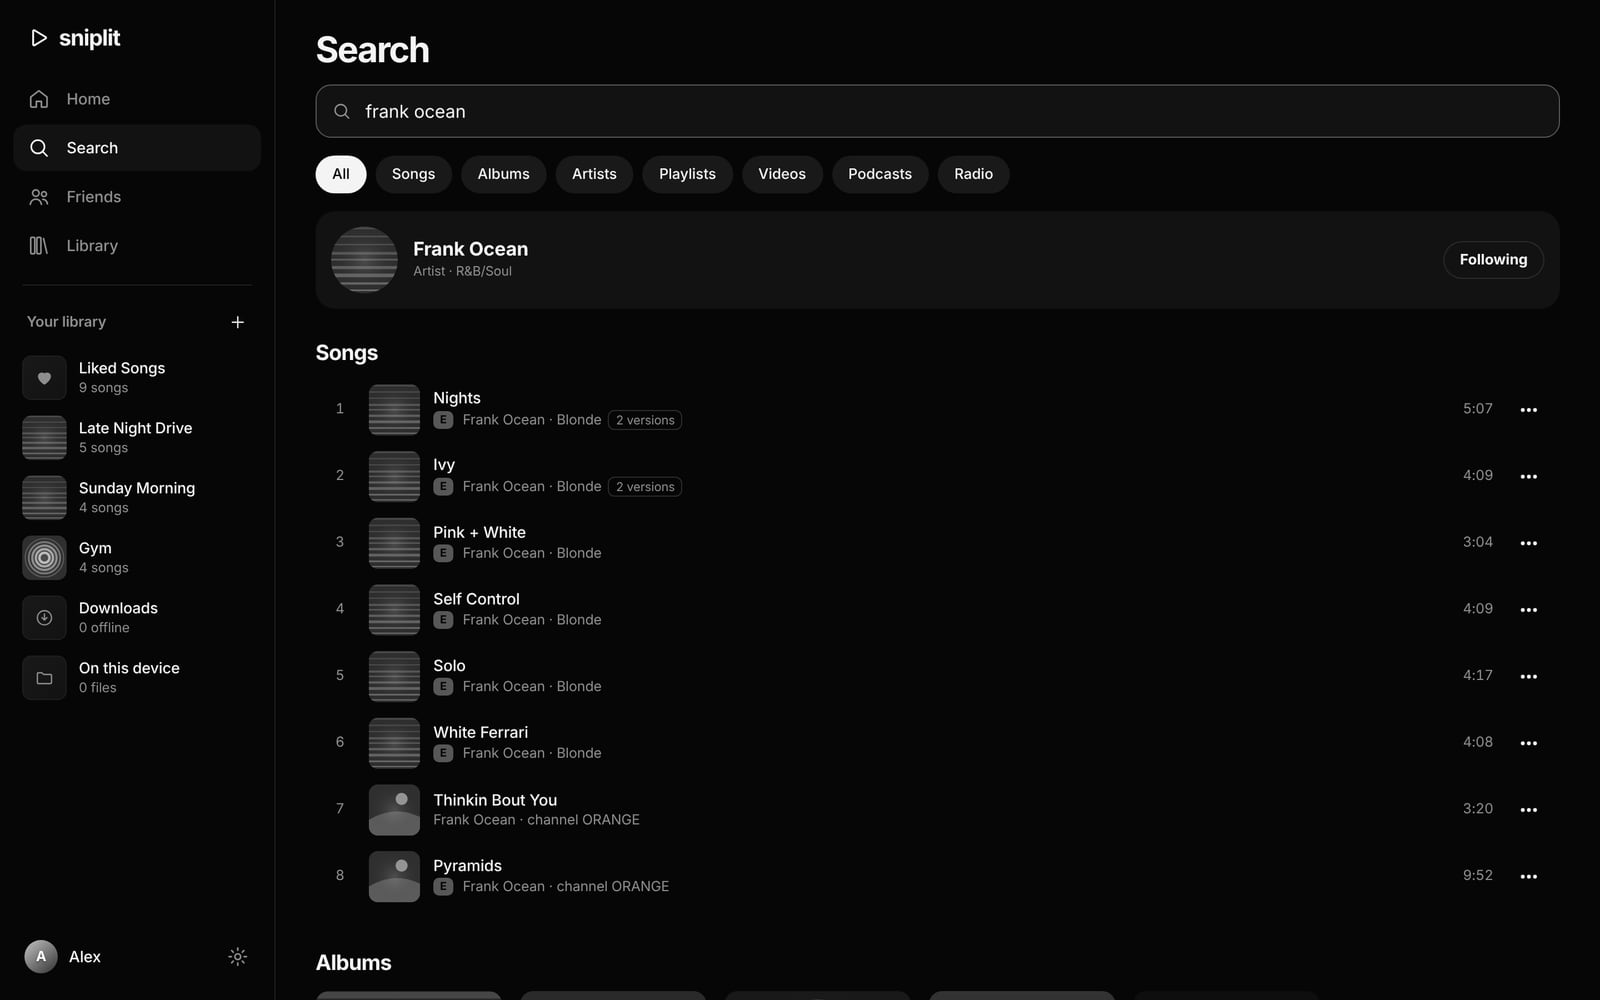 sniplit
Home
Search
Friends
Library
Your library
Liked Songs
9 songs
Late Night Drive
5 songs
Sunday Morning
4 songs
Gym
4 songs
Downloads
0 offline
On this device
0 files
A
Alex
Search
frank ocean
All Songs Albums Artists Playlists Videos Podcasts Radio
Frank Ocean
Artist · R&B/Soul
Following
Songs
1 Nights 5:07
E Frank Ocean · Blonde 2 versions
2 Ivy 4:09
E Frank Ocean · Blonde 2 versions
3 Pink + White 3:04
E Frank Ocean · Blonde
4 Self Control 4:09
E Frank Ocean · Blonde
5 Solo 4:17
E Frank Ocean · Blonde
6 White Ferrari 4:08
E Frank Ocean · Blonde
7 Thinkin Bout You 3:20
Frank Ocean · channel ORANGE
8 Pyramids 9:52
E Frank Ocean · channel ORANGE
Albums